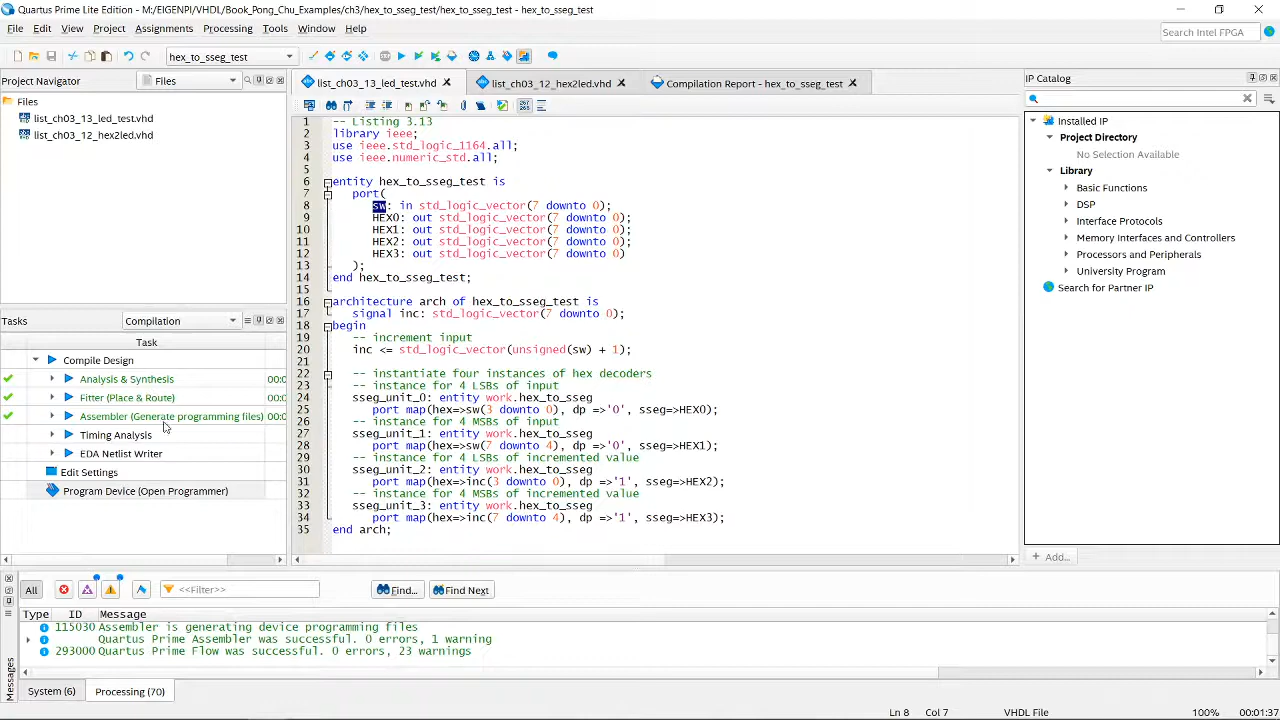 Quartus Prime Lite Edition - M:/EIGENPI/VHDL/Book_Pong_Chu_Examples/ch3/hex_to_sseg_test/hex_to_sseg_test - hex_to_sseg_test
File Edit View Project Assignments Processing Tools Window Help
Search Intel FPGA
hex_to_sseg_test
Project Navigator
Files
Files
list_ch03_13_led_test.vhd
list_ch03_12_hex2led.vhd
Tasks
Compilation
Task
Compile Design
Analysis & Synthesis 00:0
Fitter (Place & Route) 00:0
Assembler (Generate programming files) 00:0
Timing Analysis
EDA Netlist Writer
Edit Settings
Program Device (Open Programmer)
list_ch03_13_led_test.vhd
list_ch03_12_hex2led.vhd
Compilation Report - hex_to_sseg_test
1 -- Listing 3.13
2 library ieee;
3 use ieee.std_logic_1164.all;
4 use ieee.numeric_std.all;
5
6 entity hex_to_sseg_test is
7 port(
8 sw: in std_logic_vector(7 downto 0);
9 HEX0: out std_logic_vector(7 downto 0);
10 HEX1: out std_logic_vector(7 downto 0);
11 HEX2: out std_logic_vector(7 downto 0);
12 HEX3: out std_logic_vector(7 downto 0)
13 );
14 end hex_to_sseg_test;
15
16 architecture arch of hex_to_sseg_test is
17 signal inc: std_logic_vector(7 downto 0);
18 begin
19 -- increment input
20 inc <= std_logic_vector(unsigned(sw) + 1);
21
22 -- instantiate four instances of hex decoders
23 -- instance for 4 LSBs of input
24 sseg_unit_0: entity work.hex_to_sseg
25 port map(hex=>sw(3 downto 0), dp =>'0', sseg=>HEX0);
26 -- instance for 4 MSBs of input
27 sseg_unit_1: entity work.hex_to_sseg
28 port map(hex=>sw(7 downto 4), dp =>'0', sseg=>HEX1);
29 -- instance for 4 LSBs of incremented value
30 sseg_unit_2: entity work.hex_to_sseg
31 port map(hex=>inc(3 downto 0), dp =>'1', sseg=>HEX2);
32 -- instance for 4 MSBs of incremented value
33 sseg_unit_3: entity work.hex_to_sseg
34 port map(hex=>inc(7 downto 4), dp =>'1', sseg=>HEX3);
35 end arch;
IP Catalog
Installed IP
Project Directory
No Selection Available
Library
Basic Functions
DSP
Interface Protocols
Memory Interfaces and Controllers
Processors and Peripherals
University Program
Search for Partner IP
+ Add...
Messages
All
<<Filter>>
Find...
Find Next
Type ID Message
115030 Assembler is generating device programming files
Quartus Prime Assembler was successful. 0 errors, 1 warning
293000 Quartus Prime Flow was successful. 0 errors, 23 warnings
System (6)
Processing (70)
Ln 8 Col 7 VHDL File 100% 00:01:37